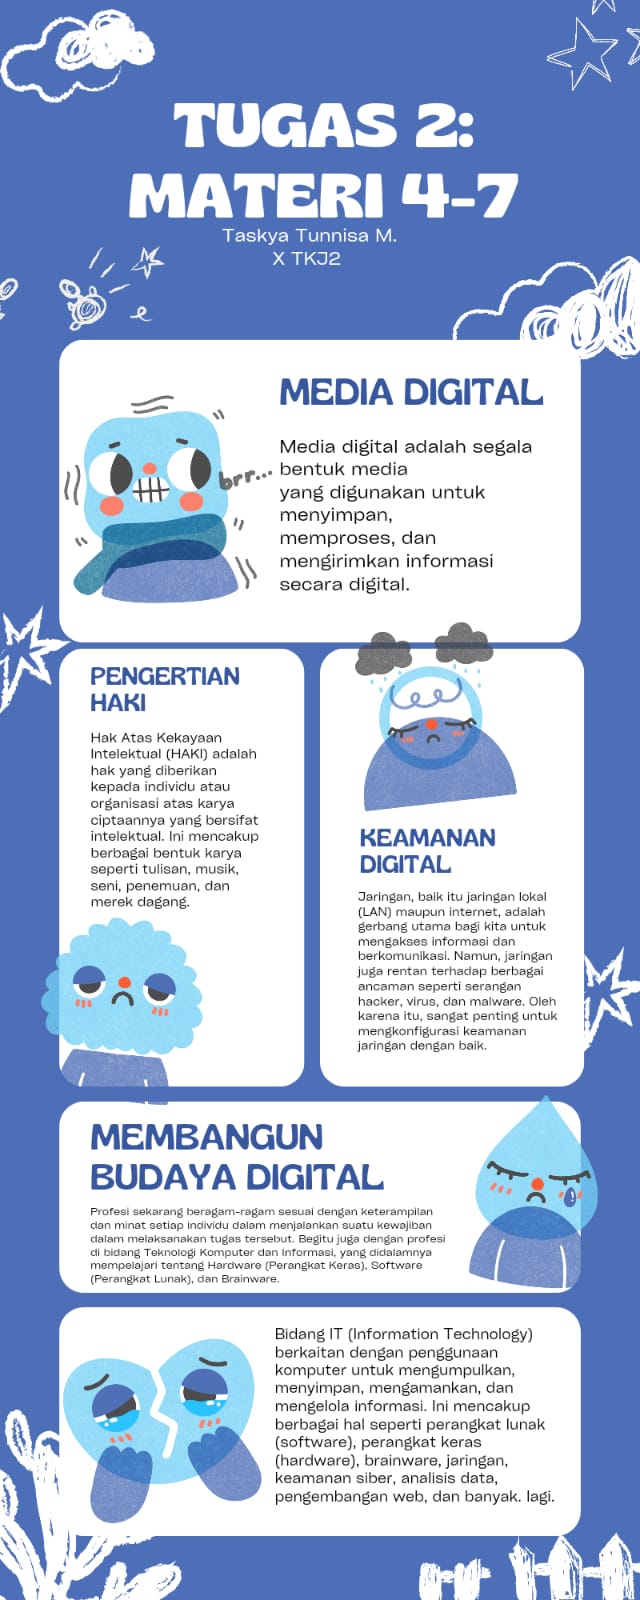 TUGAS 2:
MATERI 4-7
Taskya Tunnisa M.
X TKJ2
MEDIA DIGITAL
Media digital adalah segala
bentuk media
yang digunakan untuk
menyimpan,
memproses, dan
mengirimkan informasi
secara digital.
brr...
PENGERTIAN
HAKI
Hak Atas Kekayaan
Intelektual (HAKI) adalah
hak yang diberikan
kepada individu atau
organisasi atas karya
ciptaannya yang bersifat
intelektual. Ini mencakup
berbagai bentuk karya
seperti tulisan, musik,
seni, penemuan, dan
merek dagang.
KEAMANAN
DIGITAL
Jaringan, baik itu jaringan lokal
(LAN) maupun internet, adalah
gerbang utama bagi kita untuk
mengakses informasi dan
berkomunikasi. Namun, jaringan
juga rentan terhadap berbagai
ancaman seperti serangan
hacker, virus, dan malware. Oleh
karena itu, sangat penting untuk
mengkonfigurasi keamanan
jaringan dengan baik.
MEMBANGUN
BUDAYA DIGITAL
Profesi sekarang beragam-ragam sesuai dengan keterampilan
dan minat setiap individu dalam menjalankan suatu kewajiban
dalam melaksanakan tugas tersebut. Begitu juga dengan profesi
di bidang Teknologi Komputer dan Informasi, yang didalamnya
mempelajari tentang Hardware (Perangkat Keras), Software
(Perangkat Lunak), dan Brainware.
Bidang IT (Information Technology)
berkaitan dengan penggunaan
komputer untuk mengumpulkan,
menyimpan, mengamankan, dan
mengelola informasi. Ini mencakup
berbagai hal seperti perangkat lunak
(software), perangkat keras
(hardware), brainware, jaringan,
keamanan siber, analisis data,
pengembangan web, dan banyak. lagi.